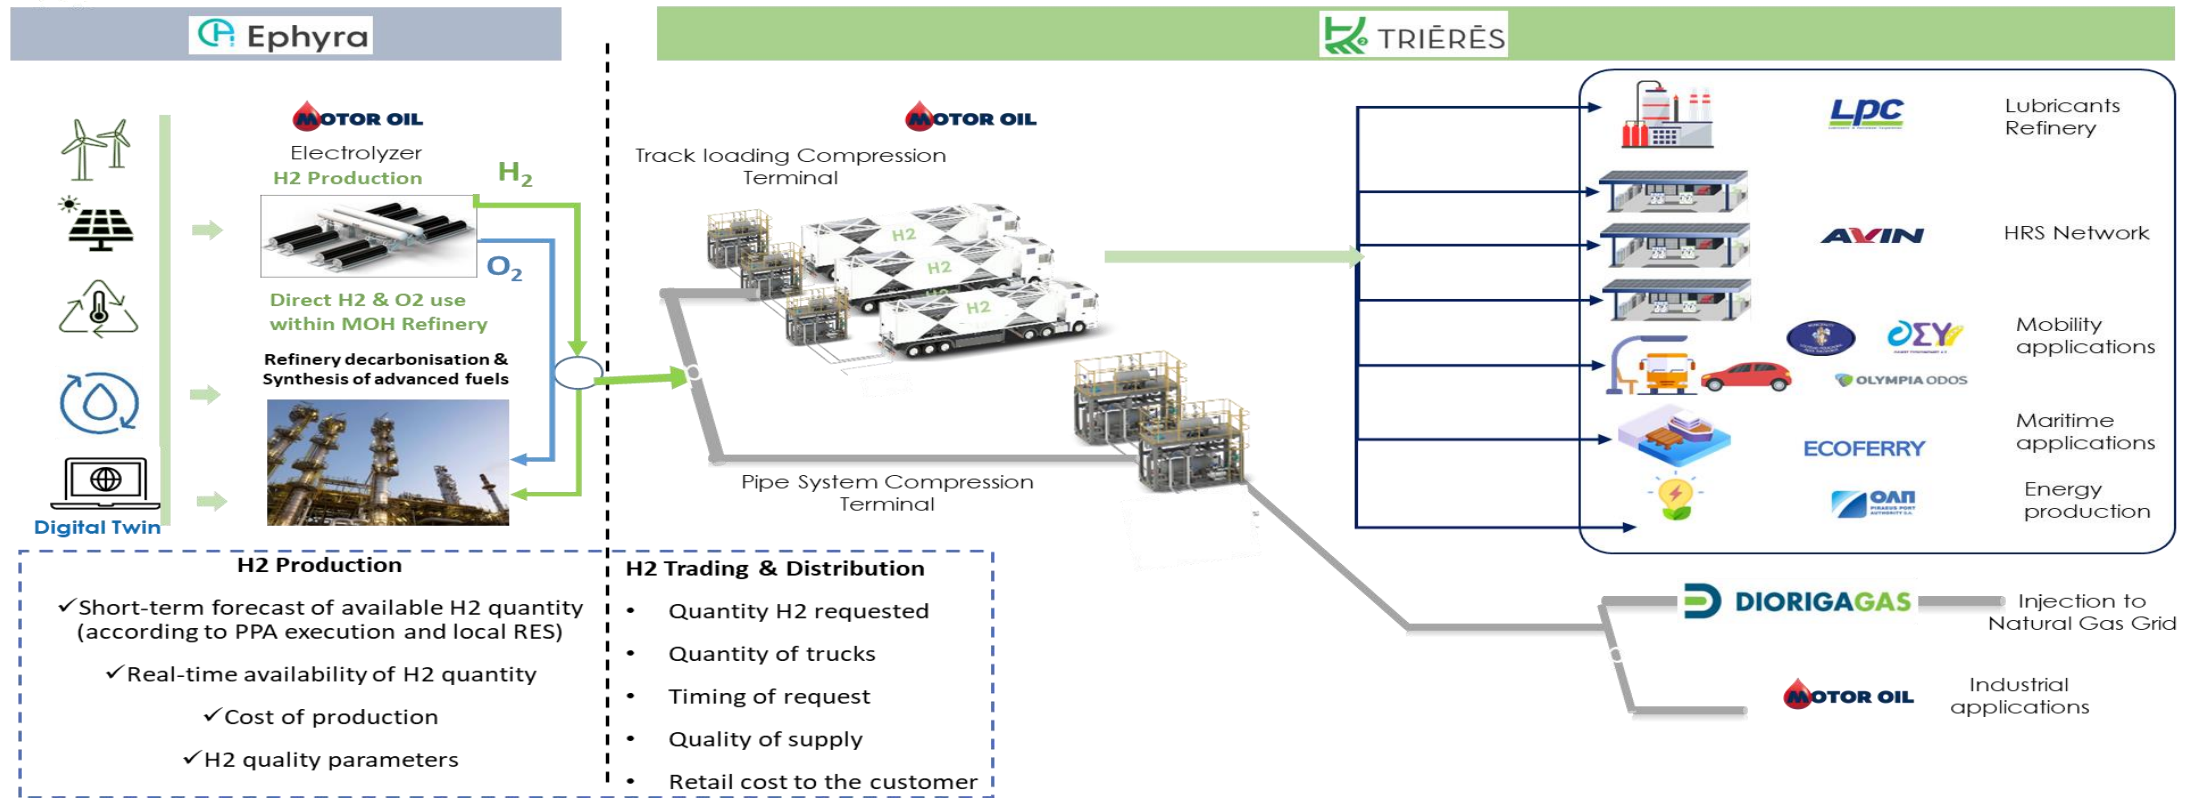 Ephyra
TRIĒRĒS
MOTOR OIL
Electrolyzer
H2 Production
H2
O2
Direct H2 & O2 use
within MOH Refinery
Refinery decarbonisation &
Synthesis of advanced fuels
Digital Twin
MOTOR OIL
Track loading Compression
Terminal
H2
H2
H2
Pipe System Compression
Terminal
LPC
Lubricants
Refinery
AVIN
HRS Network
ΟΣΥ
OLYMPIA ODOS
Mobility
applications
ECOFERRY
Maritime
applications
ΟΛΠ
PIRAEUS PORT
AUTHORITY S.A.
Energy
production
DIORIGAGAS
Injection to
Natural Gas Grid
MOTOR OIL
Industrial
applications
H2 Production
✓Short-term forecast of available H2 quantity
(according to PPA execution and local RES)
✓Real-time availability of H2 quantity
✓Cost of production
✓H2 quality parameters
H2 Trading & Distribution
• Quantity H2 requested
• Quantity of trucks
• Timing of request
• Quality of supply
• Retail cost to the customer